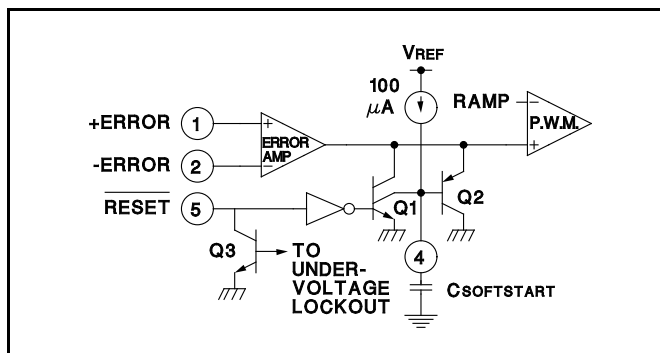 VREF
100
µA
RAMP
−
P.W.M.
+
+ERROR
1
+
ERROR
AMP
−
-ERROR
2
RESET
5
Q1
Q2
Q3
TO
UNDER-
VOLTAGE
LOCKOUT
4
CSOFTSTART